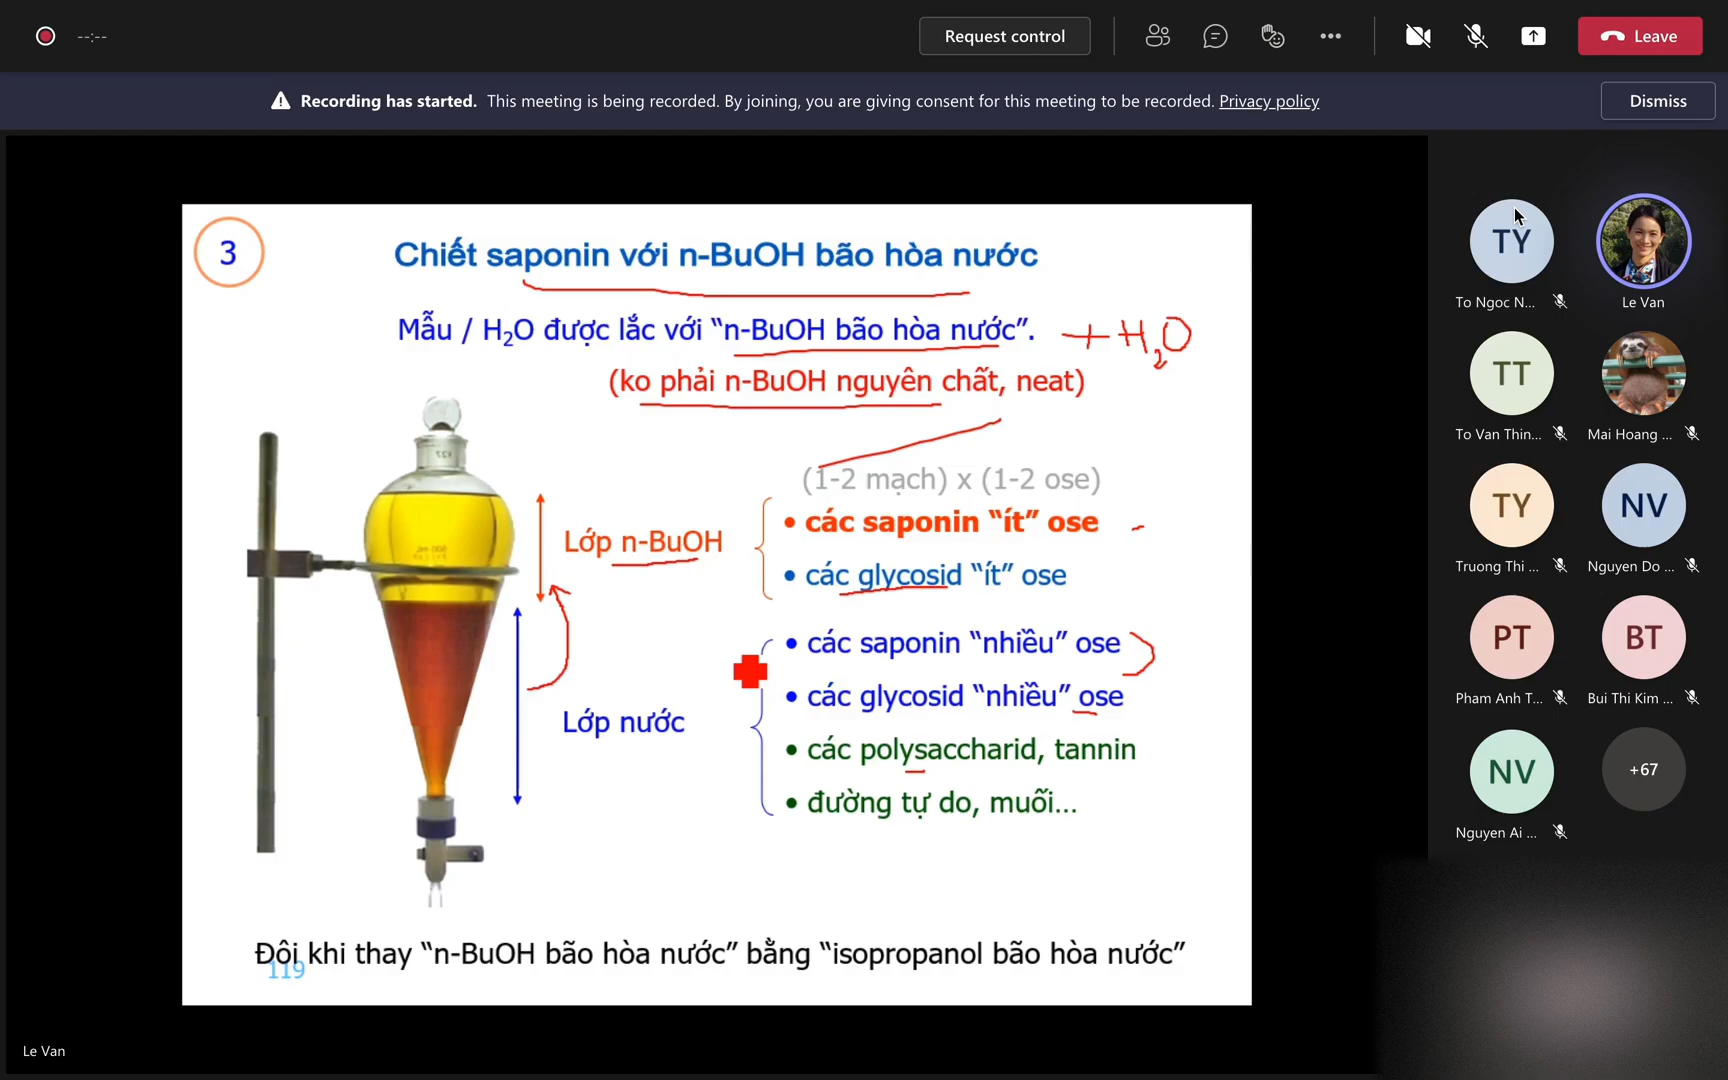 --:--
Request control
Leave
Recording has started. This meeting is being recorded. By joining, you are giving consent for this meeting to be recorded. Privacy policy
Dismiss
3
Chiết saponin với n-BuOH bão hòa nước
Mẫu / H₂O được lắc với “n-BuOH bão hòa nước”. + H₂O
(ko phải n-BuOH nguyên chất, neat)
(1-2 mạch) x (1-2 ose)
Lớp n-BuOH
• các saponin “ít” ose
• các glycosid “ít” ose
Lớp nước
• các saponin “nhiều” ose
• các glycosid “nhiều” ose
• các polysaccharid, tannin
• đường tự do, muối...
Đôi khi thay “n-BuOH bão hòa nước” bằng “isopropanol bão hòa nước”
119
Le Van
TY
To Ngoc N...
Le Van
TT
To Van Thin...
Mai Hoang ...
TY
Truong Thi ...
NV
Nguyen Do ...
PT
Pham Anh T...
BT
Bui Thi Kim ...
NV
Nguyen Ai ...
+67